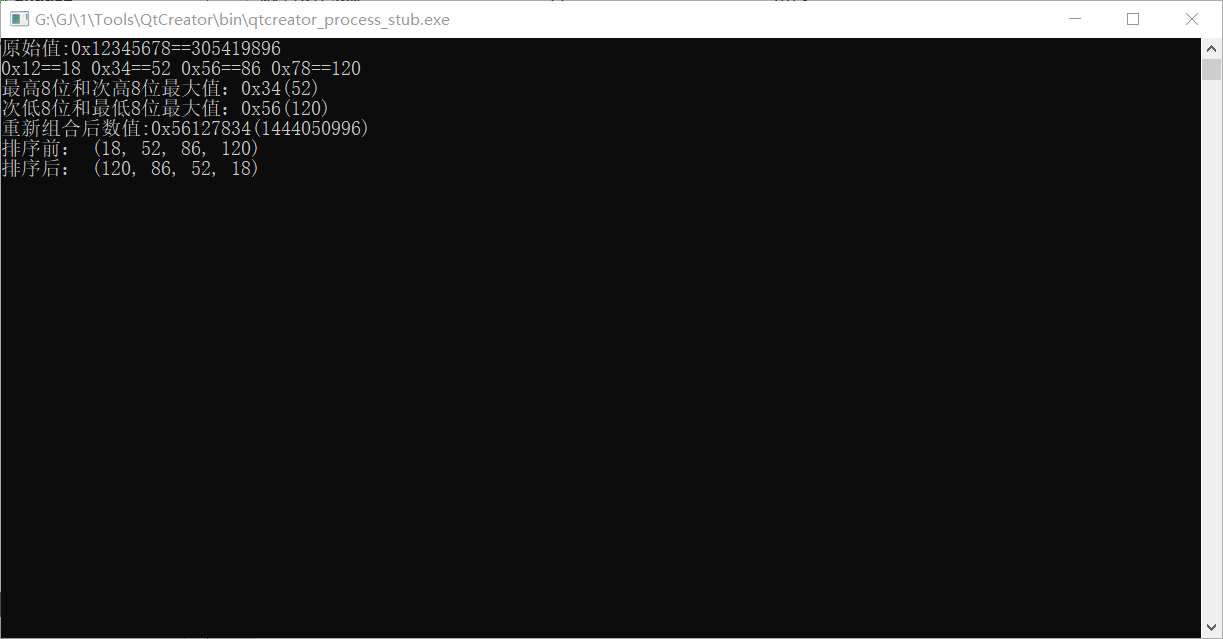 G:\GJ\1\Tools\QtCreator\bin\qtcreator_process_stub.exe
原始值:0x12345678==305419896
0x12==18 0x34==52 0x56==86 0x78==120
最高8位和次高8位最大值：0x34(52)
次低8位和最低8位最大值：0x56(120)
重新组合后数值:0x56127834(1444050996)
排序前： (18, 52, 86, 120)
排序后： (120, 86, 52, 18)